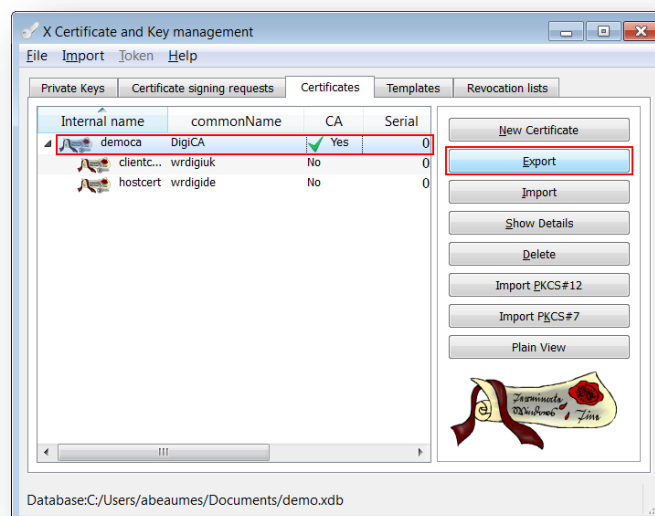 X Certificate and Key management
File Import Token Help
Private Keys Certificate signing requests Certificates Templates Revocation lists
Internal name commonName CA Serial
democa DigiCA Yes 0
clientc... wrdigiuk No 0
hostcert wrdigide No 0
New Certificate
Export
Import
Show Details
Delete
Import PKCS#12
Import PKCS#7
Plain View
Database:C:/Users/abeaumes/Documents/demo.xdb